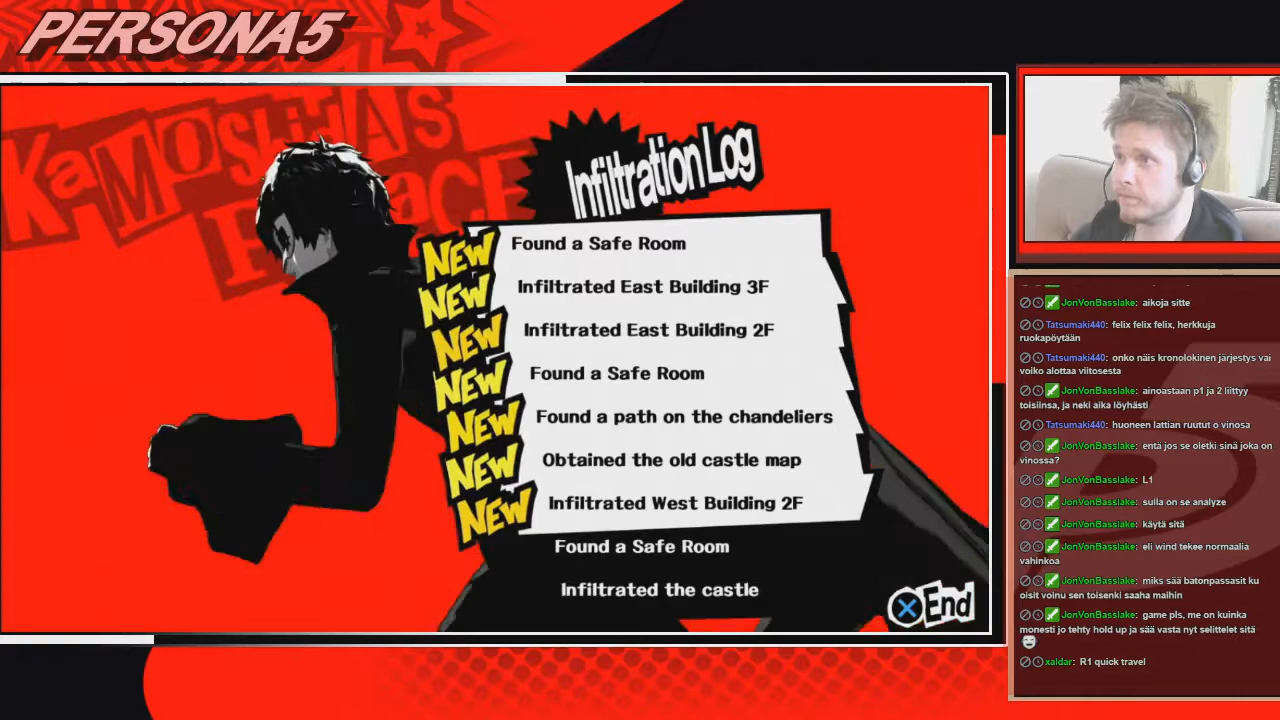 PERSONA5
KaMOSHIDAS
PALACE
Infiltration Log
NEW Found a Safe Room
NEW Infiltrated East Building 3F
NEW Infiltrated East Building 2F
NEW Found a Safe Room
NEW Found a path on the chandeliers
NEW Obtained the old castle map
NEW Infiltrated West Building 2F
Found a Safe Room
Infiltrated the castle
End
JonVonBasslake: aikoja sitte
Tatsumaki440: felix felix felix, herkkuja
ruokapöytään
Tatsumaki440: onko näis kronolokinen järjestys vai
voiko alottaa viitosesta
JonVonBasslake: ainoastaan p1 ja 2 liittyy
toisiinsa, ja neki aika löyhästi
Tatsumaki440: huoneen lattian ruutut o vinosa
JonVonBasslake: entä jos se oletki sinä joka on
vinossa?
JonVonBasslake: L1
JonVonBasslake: sulla on se analyze
JonVonBasslake: käytä sitä
JonVonBasslake: eli wind tekee normaalia
vahinkoa
JonVonBasslake: miks sää batonpassasit ku
oisit voinu sen toisenki saaha maihin
JonVonBasslake: game pls, me on kuinka
monesti jo tehty hold up ja sää vasta nyt selittelet sitä
xaldar: R1 quick travel